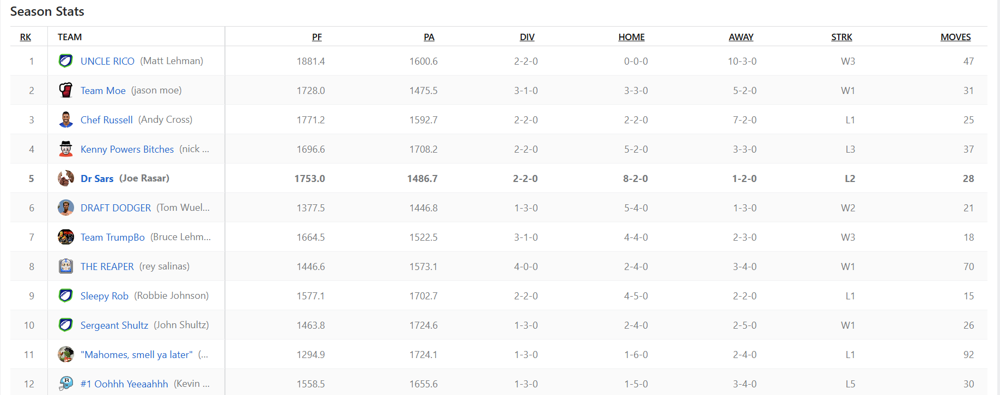 Season Stats
RK TEAM PF PA DIV HOME AWAY STRK MOVES
1 UNCLE RICO (Matt Lehman) 1881.4 1600.6 2-2-0 0-0-0 10-3-0 W3 47
2 Team Moe (jason moe) 1728.0 1475.5 3-1-0 3-3-0 5-2-0 W1 31
3 Chef Russell (Andy Cross) 1771.2 1592.7 2-2-0 2-2-0 7-2-0 L1 25
4 Kenny Powers Bitches (nick ... 1696.6 1708.2 2-2-0 5-2-0 3-3-0 L3 37
5 Dr Sars (Joe Rasar) 1753.0 1486.7 2-2-0 8-2-0 1-2-0 L2 28
6 DRAFT DODGER (Tom Wuel... 1377.5 1446.8 1-3-0 5-4-0 1-3-0 W2 21
7 Team TrumpBo (Bruce Lehm... 1664.5 1522.5 3-1-0 4-4-0 2-3-0 W3 18
8 THE REAPER (rey salinas) 1446.6 1573.1 4-0-0 2-4-0 3-4-0 W1 70
9 Sleepy Rob (Robbie Johnson) 1577.1 1702.7 2-2-0 4-5-0 2-2-0 L1 15
10 Sergeant Shultz (John Shultz) 1463.8 1724.6 1-3-0 2-4-0 2-5-0 W1 26
11 "Mahomes, smell ya later" (... 1294.9 1724.1 1-3-0 1-6-0 2-4-0 L1 92
12 #1 Oohhh Yeeaahhh (Kevin ... 1558.5 1655.6 1-3-0 1-5-0 3-4-0 L5 30